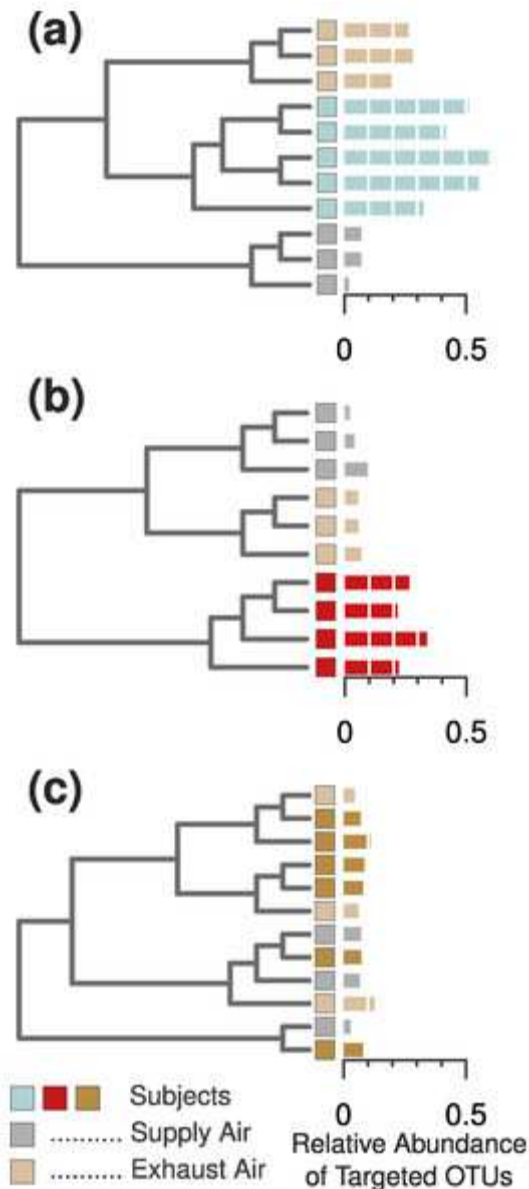 (a)
0 0.5
(b)
0 0.5
(c)
Subjects
Supply Air
Exhaust Air
0 0.5
Relative Abundance
of Targeted OTUs